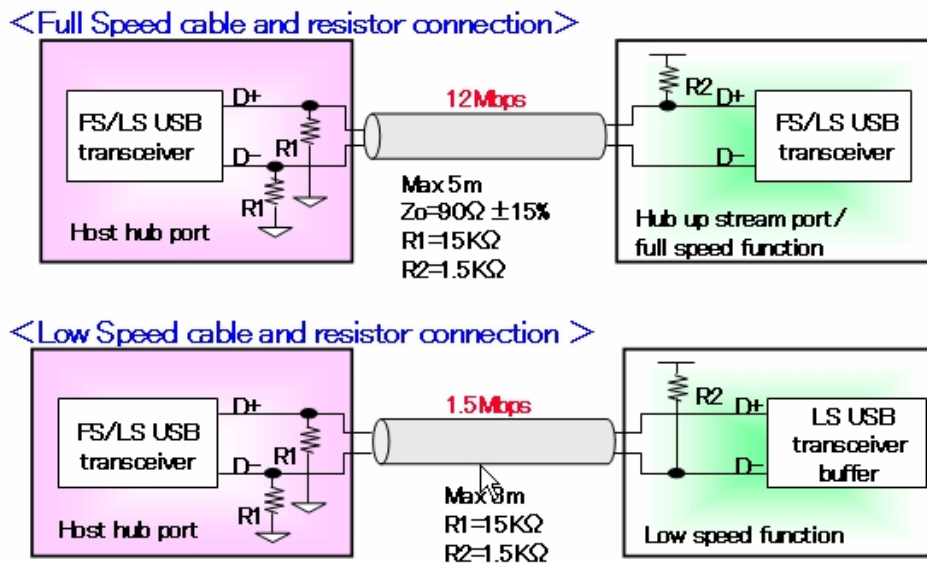 <Full Speed cable and resistor connection>
FS/LS USB
transceiver
D+
D-
R1
R1
Host hub port
12Mbps
Max 5m
Zo=90Ω ±15%
R1=15KΩ
R2=1.5KΩ
R2
D+
D-
FS/LS USB
transceiver
Hub up stream port/
full speed function
<Low Speed cable and resistor connection >
FS/LS USB
transceiver
D+
D-
R1
R1
Host hub port
1.5Mbps
Max 3m
R1=15KΩ
R2=1.5KΩ
R2
D+
D-
LS USB
transceiver
buffer
Low speed function